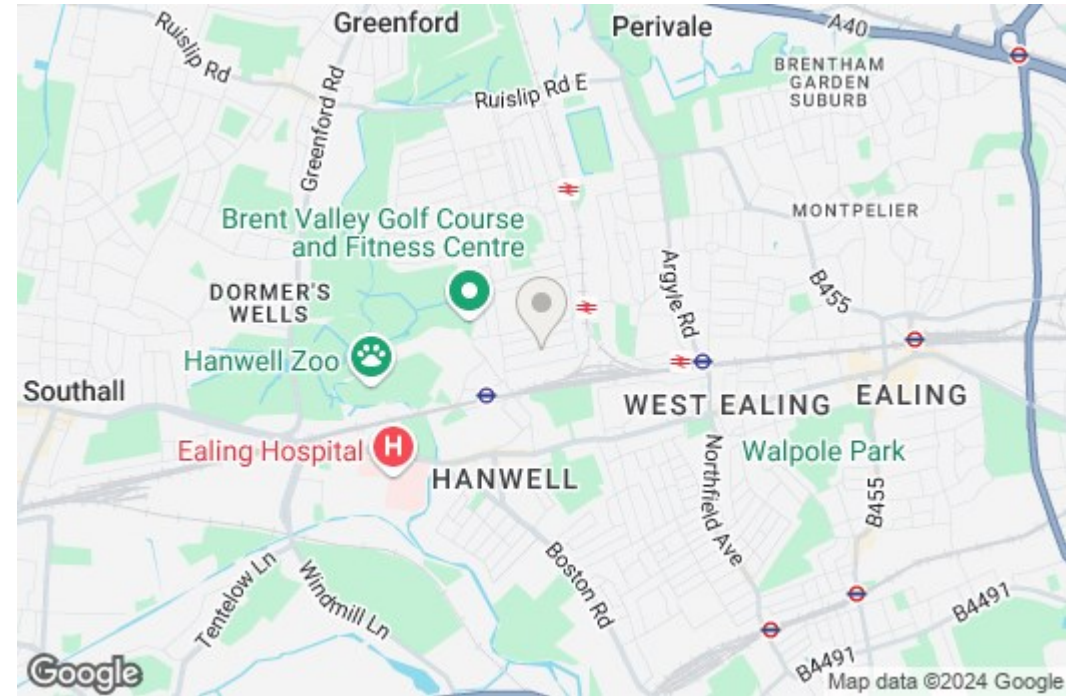 Greenford
Perivale
A40
Ruislip Rd
Greenford Rd
Ruislip Rd E
BRENTHAM
GARDEN
SUBURB
Brent Valley Golf Course
and Fitness Centre
MONTPELIER
Argyle Rd
B455
DORMER'S
WELLS
Hanwell Zoo
Southall
WEST EALING
EALING
Ealing Hospital
H
HANWELL
Walpole Park
Northfield Ave
B455
Boston Rd
Tentelow Ln
Windmill Ln
B4491
B4491
Google
Map data ©2024 Google